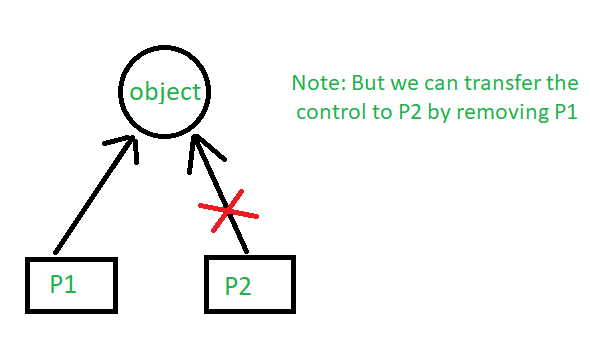 object
Note: But we can transfer the
control to P2 by removing P1
P1
P2